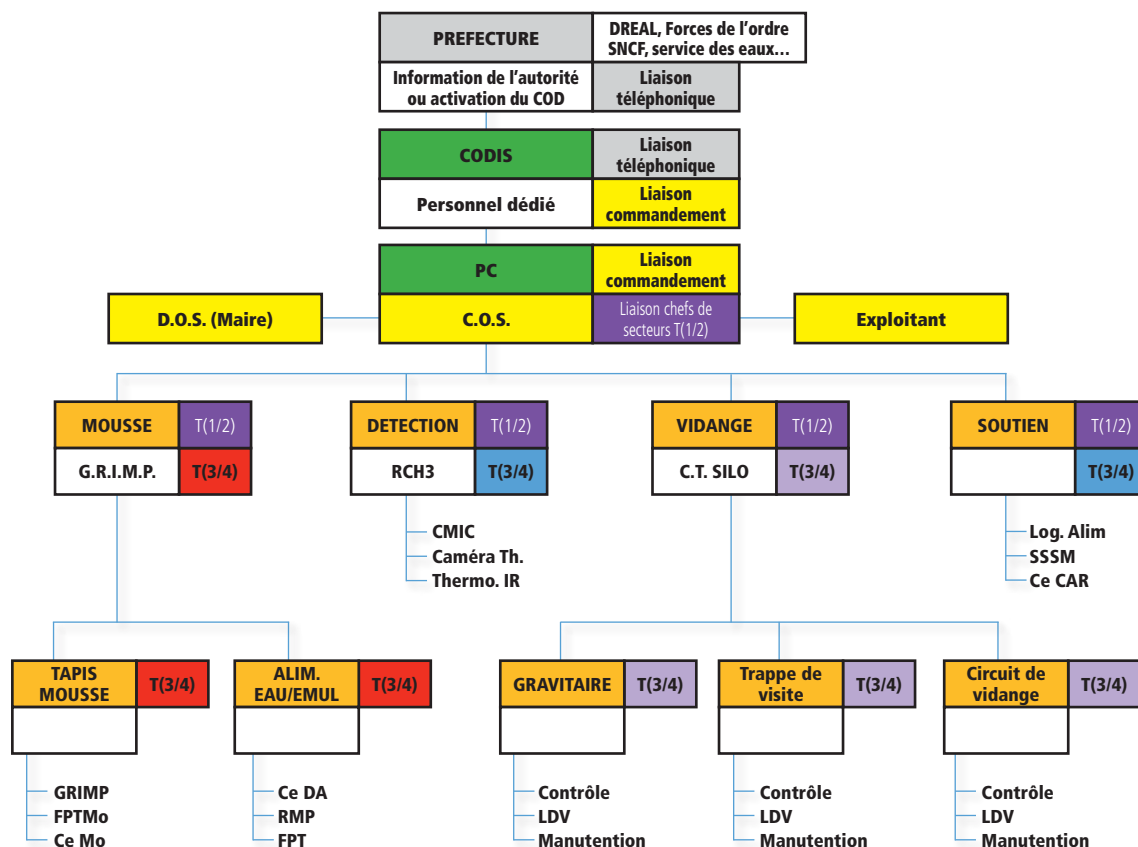 PREFECTURE
DREAL, Forces de l’ordre
SNCF, service des eaux…
Information de l’autorité
ou activation du COD
Liaison
téléphonique
CODIS
Liaison
téléphonique
Personnel dédié
Liaison
commandement
PC
Liaison
commandement
D.O.S. (Maire)
C.O.S.
Liaison chefs de
secteurs T(1/2)
Exploitant
MOUSSE
T(1/2)
G.R.I.M.P.
T(3/4)
DETECTION
T(1/2)
RCH3
T(3/4)
CMIC
Caméra Th.
Thermo. IR
VIDANGE
T(1/2)
C.T. SILO
T(3/4)
SOUTIEN
T(1/2)
T(3/4)
Log. Alim
SSSM
Ce CAR
TAPIS
MOUSSE
T(3/4)
GRIMP
FPTMo
Ce Mo
ALIM.
EAU/EMUL
T(3/4)
Ce DA
RMP
FPT
GRAVITAIRE
T(3/4)
Contrôle
LDV
Manutention
Trappe de
visite
T(3/4)
Contrôle
LDV
Manutention
Circuit de
vidange
T(3/4)
Contrôle
LDV
Manutention